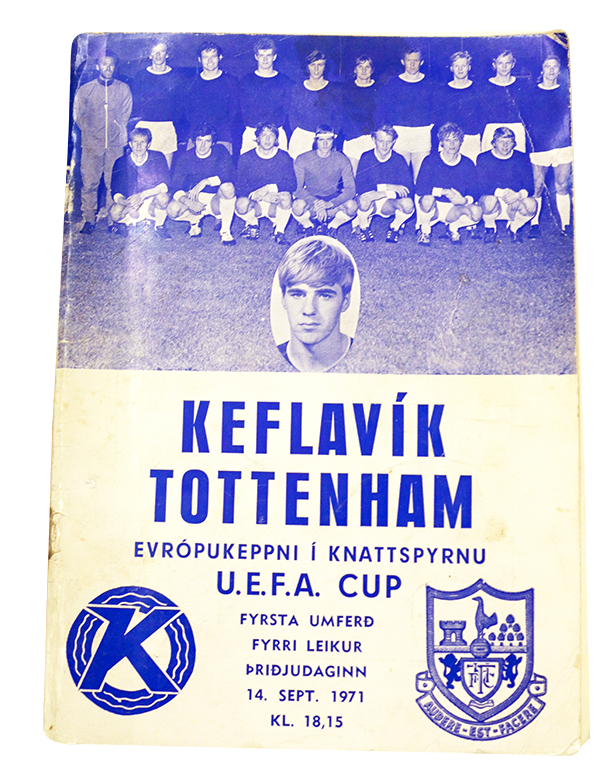 KEFLAVÍK
TOTTENHAM
EVRÓPUKEPPNI Í KNATTSPYRNU
U.E.F.A. CUP
FYRSTA UMFERÐ
FYRRI LEIKUR
ÞRIÐJUDAGINN
14. SEPT. 1971
KL. 18,15
K
AUDERE-EST-FACERE